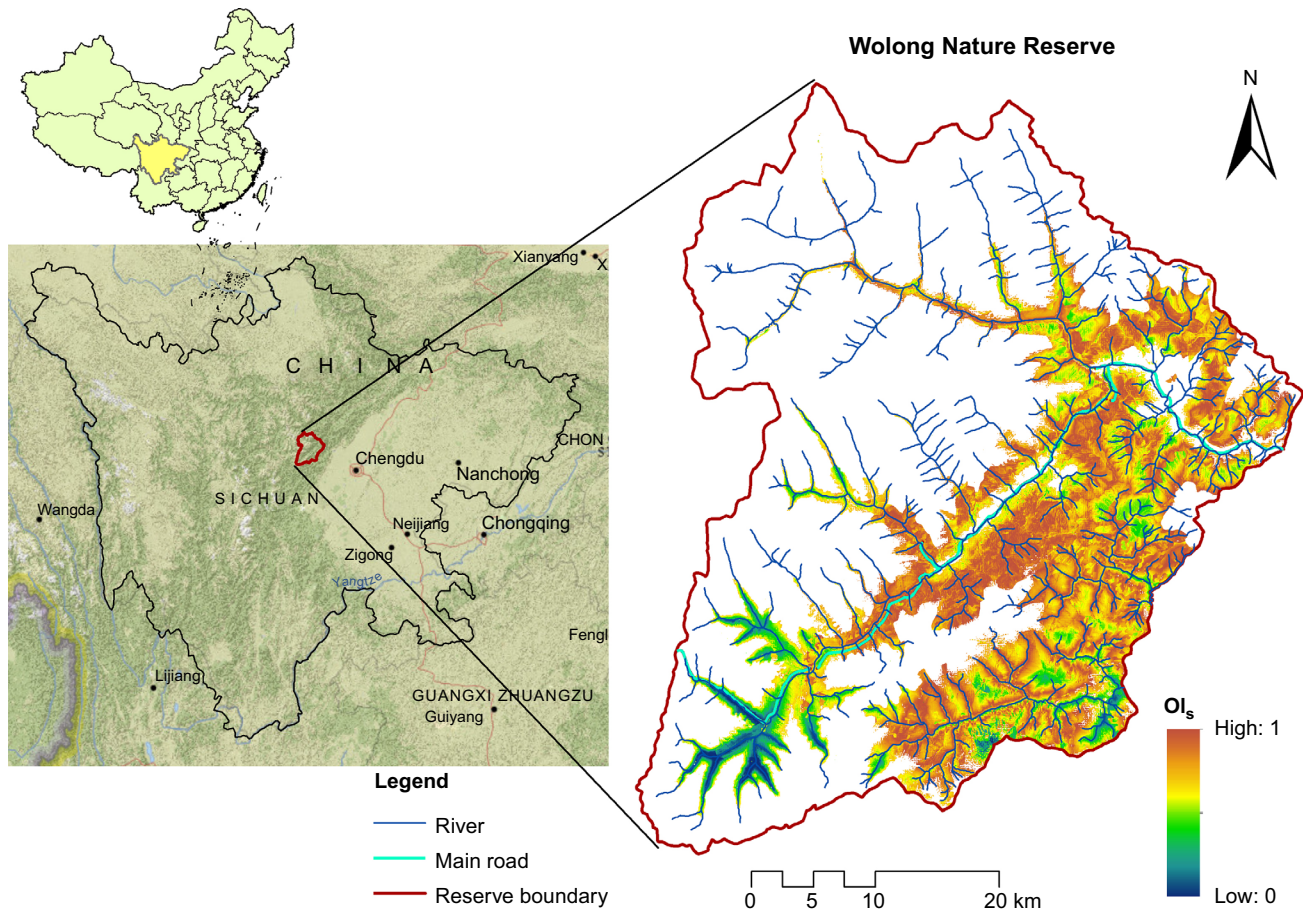 Wolong Nature Reserve
N
Xianyang
X
C H I N A
CHON
Chengdu
Nanchong
SICHUAN
Wangda
Neijiang
Chongqing
Zigong
Yangtze
Fengl
Lijiang
GUANGXI ZHUANGZU
Guiyang
OIs
High: 1
Low: 0
Legend
River
Main road
Reserve boundary
0 5 10 20 km